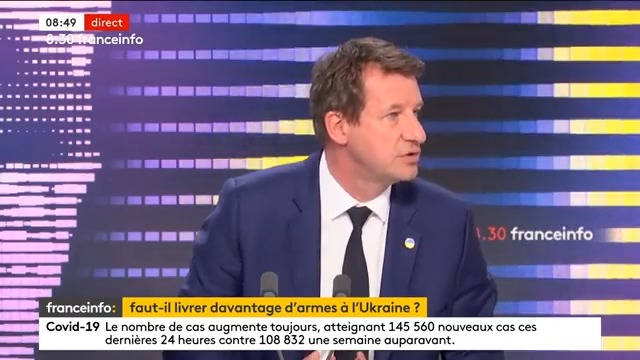 08:49 direct
8.30 franceinfo
8.30 franceinfo
franceinfo: faut-il livrer davantage d'armes à l'Ukraine ?
Covid-19 Le nombre de cas augmente toujours, atteignant 145 560 nouveaux cas ces
dernières 24 heures contre 108 832 une semaine auparavant.